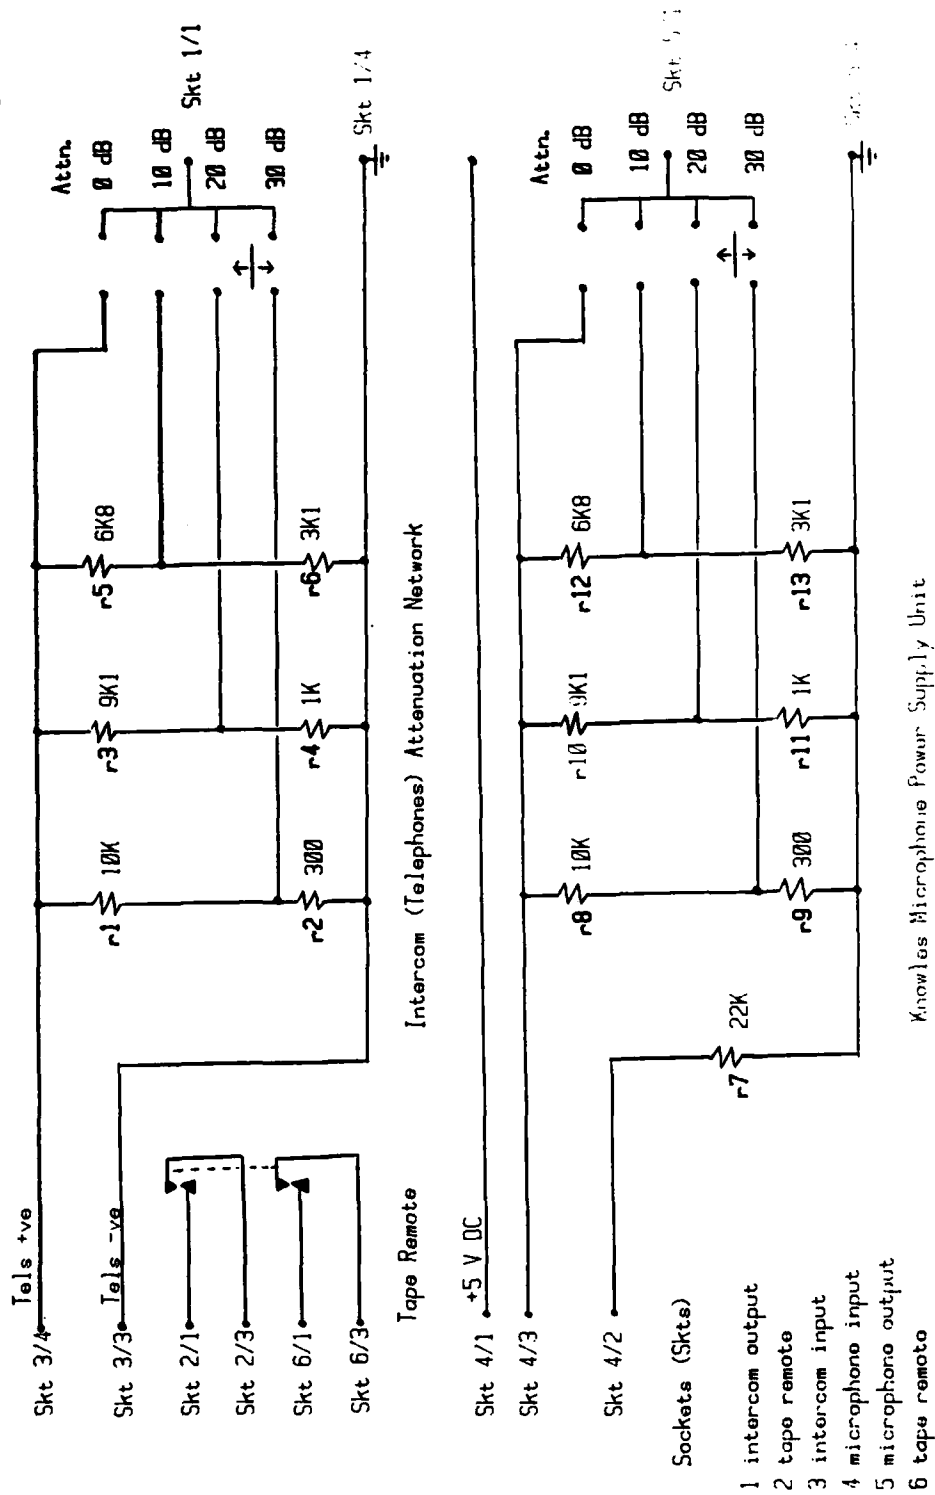 Skt 3/4
Tels +ve
r1
10K
r3
9K1
r5
6K8
Attn.
0 dB
10 dB
20 dB
30 dB
Skt 1/1
Skt 3/3
Tels -ve
r2
300
r4
1K
r6
3K1
Skt 1/4
Skt 2/1
Skt 2/3
Skt 6/1
Skt 6/3
Tape Remote
Intercom (Telephones) Attenuation Network
Skt 4/1
+5 V DC
Skt 4/3
r8
10K
r10
9K1
r12
6K8
Attn.
0 dB
10 dB
20 dB
30 dB
Skt
Skt 4/2
r7
22K
r9
300
r11
1K
r13
3K1
Knowles Microphone Power Supply Unit
Sockets (Skts)
1 intercom output
2 tape remote
3 intercom input
4 microphone input
5 microphone output
6 tape remote